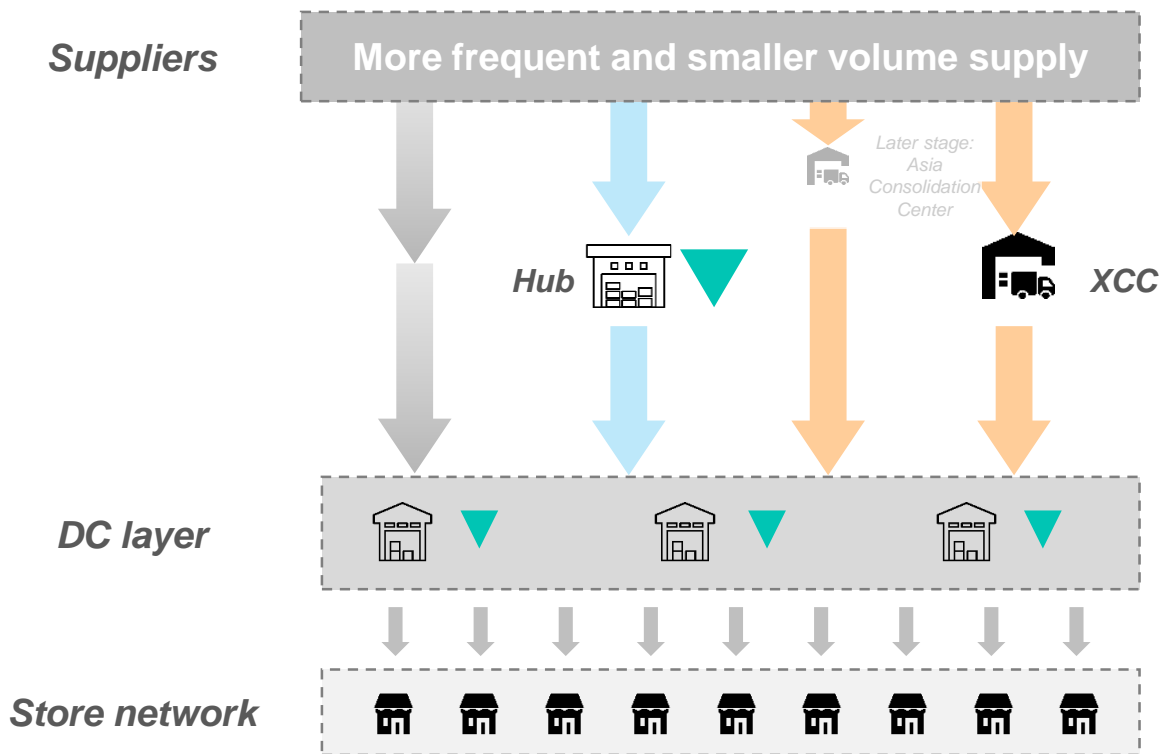 Suppliers
More frequent and smaller volume supply
Later stage:
Asia
Consolidation
Center
Hub
XCC
DC layer
Store network